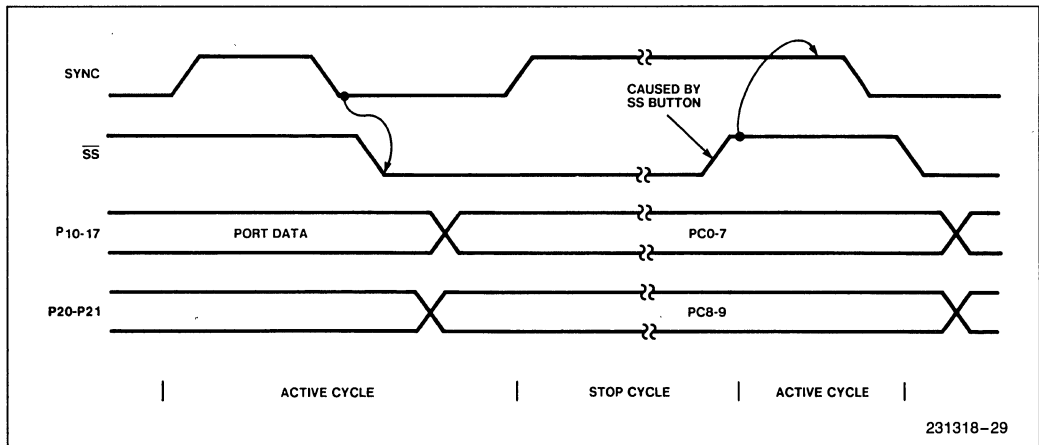 SYNC
CAUSED BY
SS BUTTON
SS
P10-17
PORT DATA
PC0-7
P20-P21
PC8-9
ACTIVE CYCLE
STOP CYCLE
ACTIVE CYCLE
231318-29